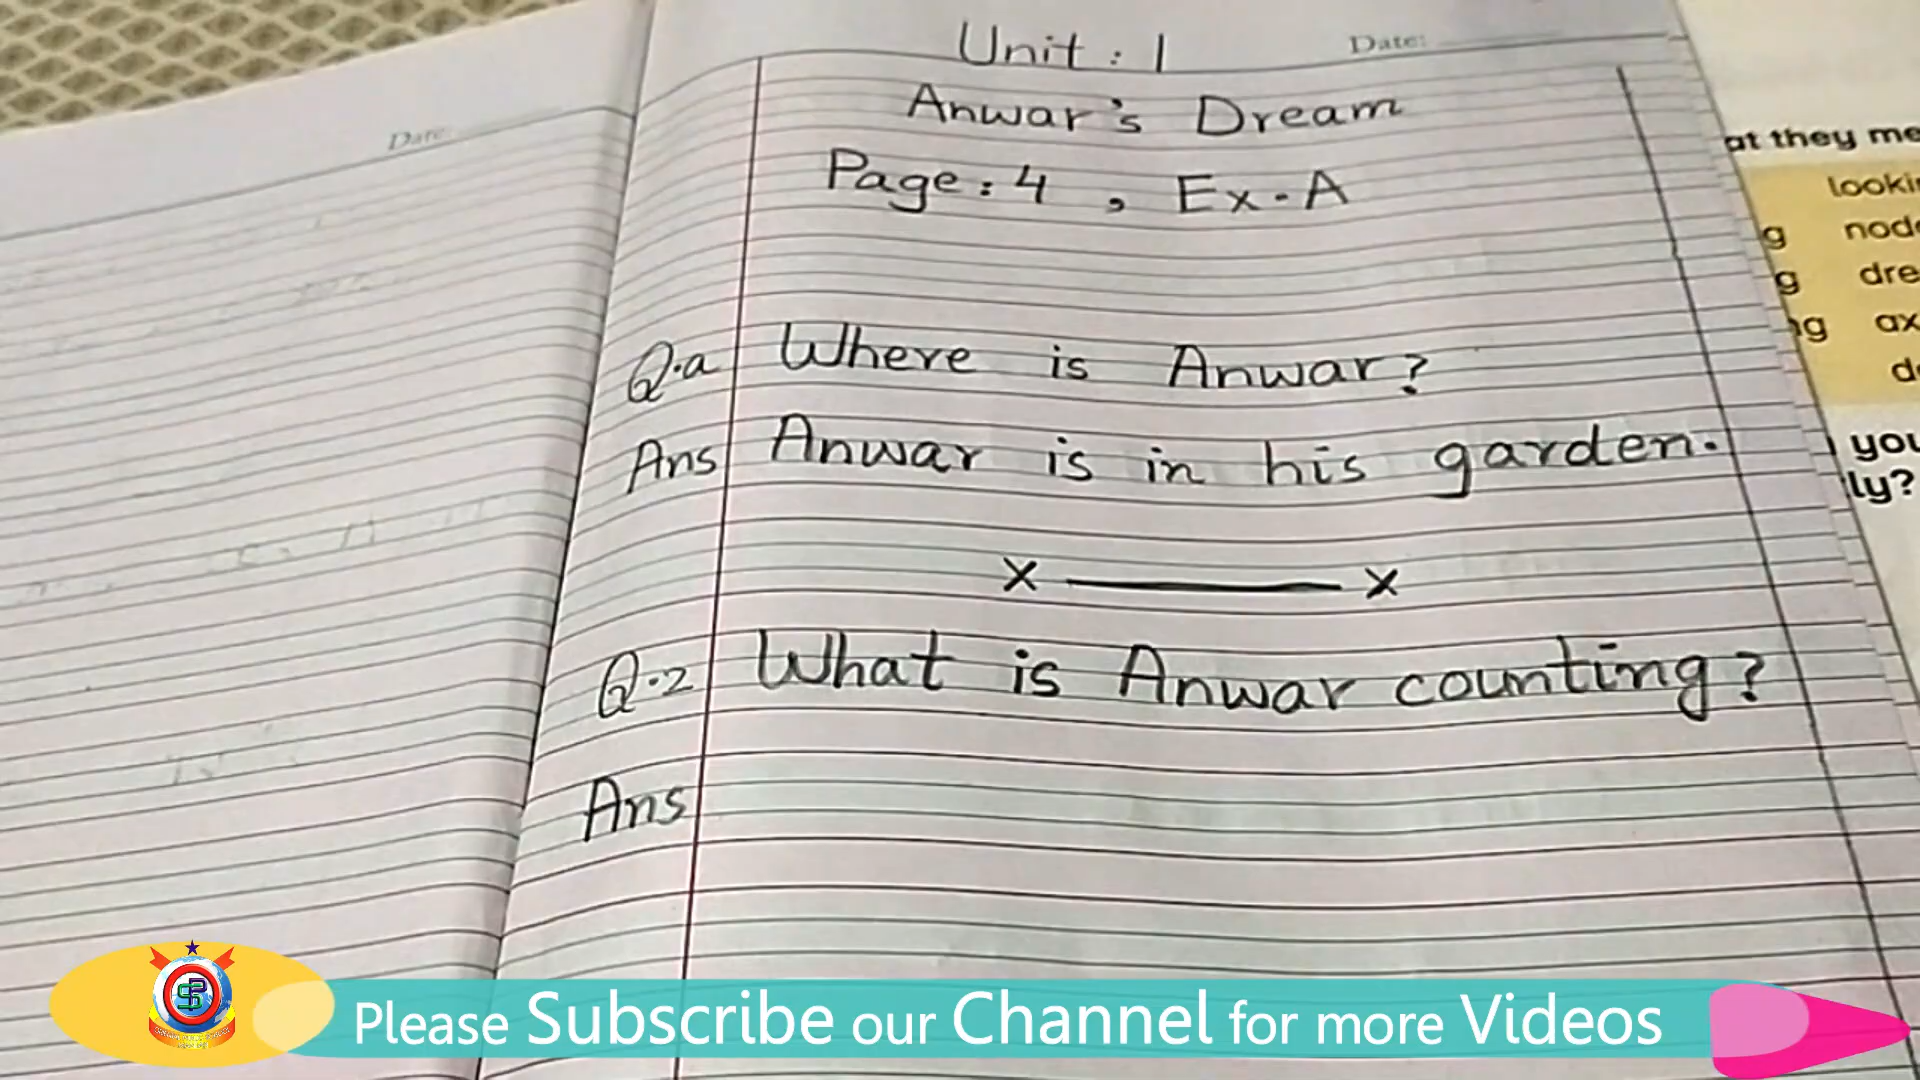 Unit : 1
Date:
Date:
Anwar's Dream
Page : 4 , Ex - A
at they me
looki
g nod
g dre
ng ax
d
Q.a Where is Anwar?
Ans Anwar is in his garden.
you
ly?
x ——— x
Q.2 What is Anwar counting?
Ans
Please Subscribe our Channel for more Videos